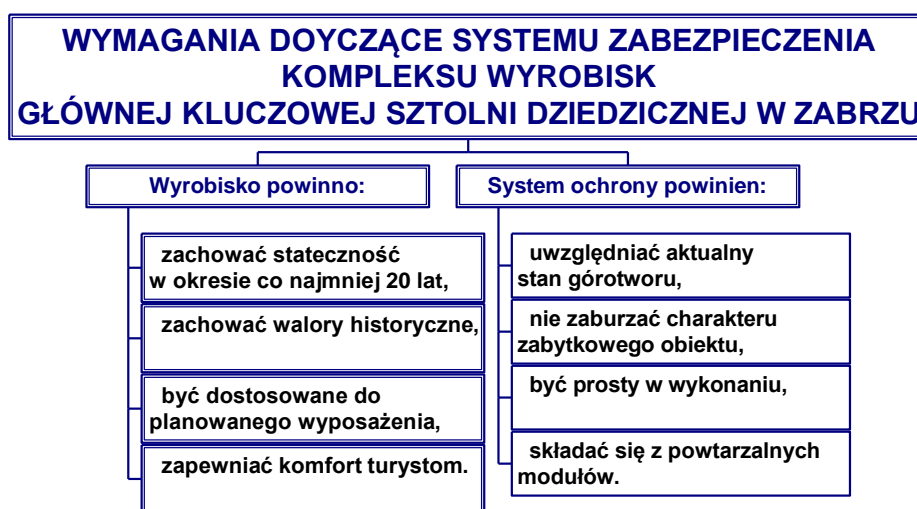 WYMAGANIA DOYCZĄCE SYSTEMU ZABEZPIECZENIA
KOMPLEKSU WYROBISK
GŁÓWNEJ KLUCZOWEJ SZTOLNI DZIEDZICZNEJ W ZABRZU
Wyrobisko powinno:
zachować stateczność
w okresie co najmniej 20 lat,
zachować walory historyczne,
być dostosowane do
planowanego wyposażenia,
zapewniać komfort turystom.
System ochrony powinien:
uwzględniać aktualny
stan górotworu,
nie zaburzać charakteru
zabytkowego obiektu,
być prosty w wykonaniu,
składać się z powtarzalnych
modułów.